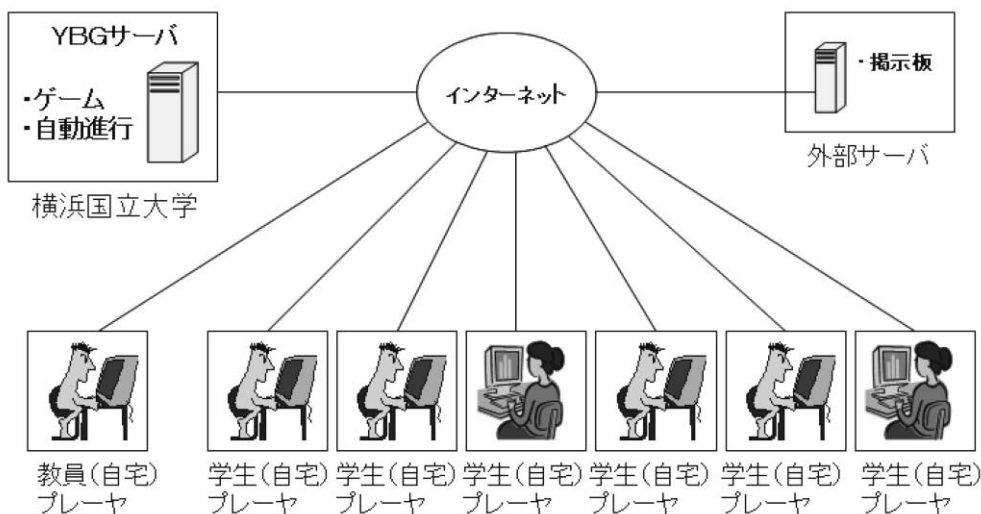 YBGサーバ
・ゲーム
・自動進行
横浜国立大学
インターネット
・掲示板
外部サーバ
教員(自宅)
プレーヤ
学生(自宅)
プレーヤ
学生(自宅)
プレーヤ
学生(自宅)
プレーヤ
学生(自宅)
プレーヤ
学生(自宅)
プレーヤ
学生(自宅)
プレーヤ